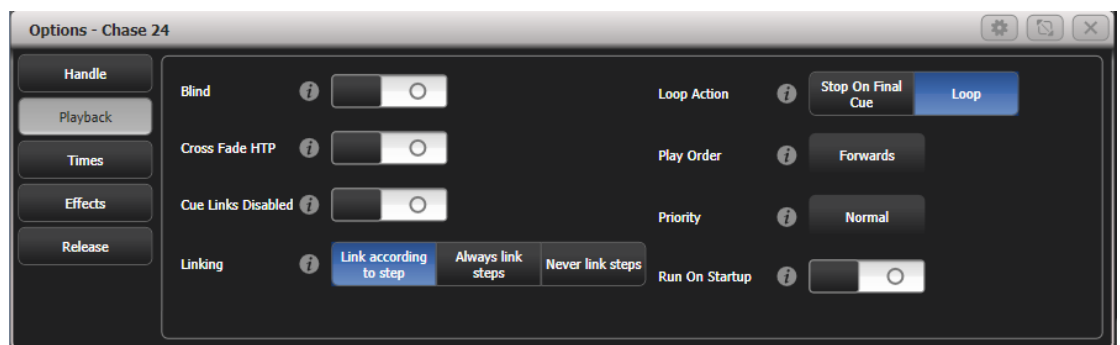 Options - Chase 24
Handle
Playback
Times
Effects
Release
Blind
Cross Fade HTP
Cue Links Disabled
Linking
Link according
to step
Always link
steps
Never link steps
Loop Action
Stop On Final
Cue
Loop
Play Order
Forwards
Priority
Normal
Run On Startup